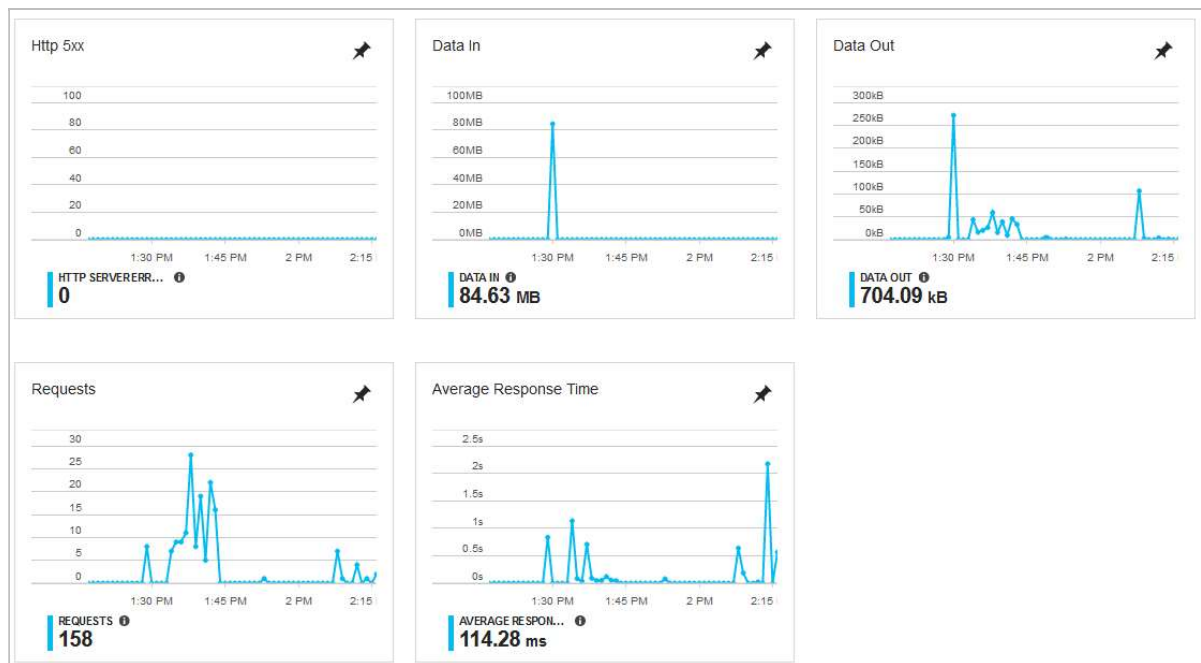 Http 5xx
100
80
60
40
20
0
1:30 PM 1:45 PM 2 PM 2:15
HTTP SERVER ERR...
0
Data In
100MB
80MB
60MB
40MB
20MB
0MB
1:30 PM 1:45 PM 2 PM 2:15
DATA IN
84.63 MB
Data Out
300kB
250kB
200kB
150kB
100kB
50kB
0kB
1:30 PM 1:45 PM 2 PM 2:15
DATA OUT
704.09 kB
Requests
30
25
20
15
10
5
0
1:30 PM 1:45 PM 2 PM 2:15
REQUESTS
158
Average Response Time
2.5s
2s
1.5s
1s
0.5s
0s
1:30 PM 1:45 PM 2 PM 2:15
AVERAGE RESPON...
114.28 ms